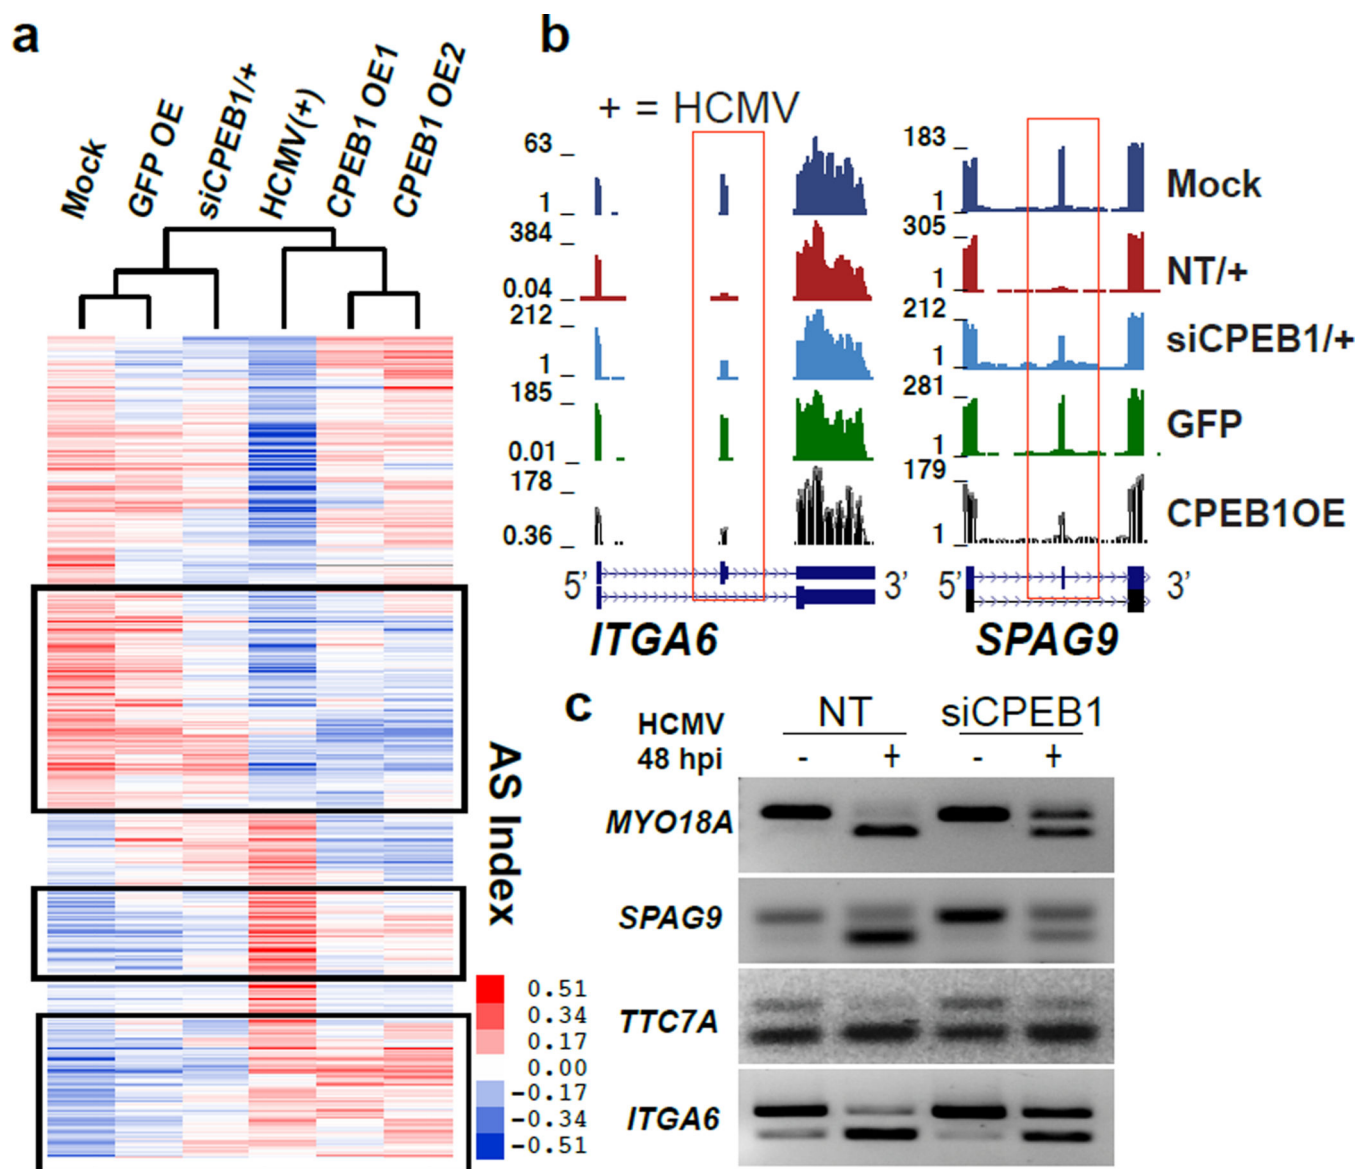 a
Mock
GFP OE
siCPEB1/+
HCMV(+)
CPEB1 OE1
CPEB1 OE2
AS Index
0.51
0.34
0.17
0.00
-0.17
-0.34
-0.51
b
+ = HCMV
63
1
384
0.04
212
1
185
0.01
178
0.36
5' 3'
ITGA6
183
1
305
1
212
1
281
1
179
1
5' 3'
SPAG9
Mock
NT/+
siCPEB1/+
GFP
CPEB1OE
c
HCMV
48 hpi
NT siCPEB1
- + - +
MYO18A
SPAG9
TTC7A
ITGA6